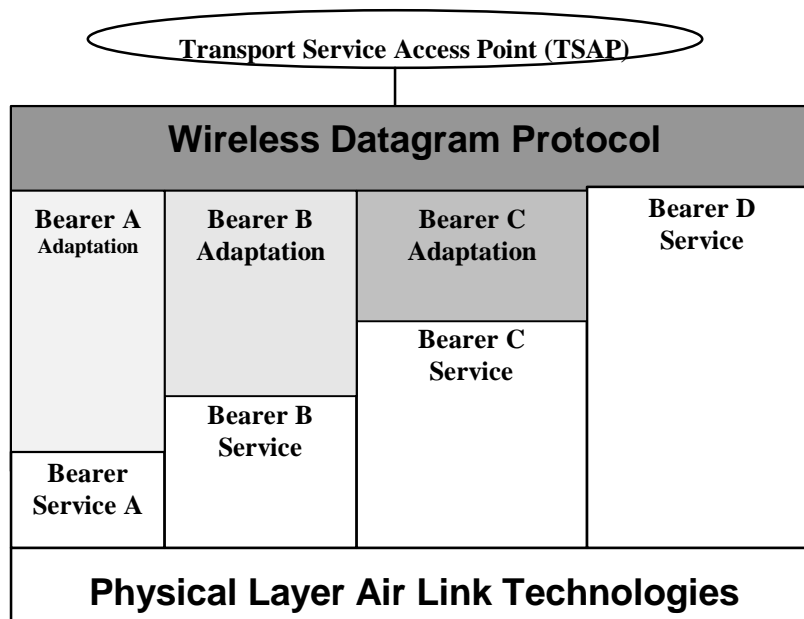 Transport Service Access Point (TSAP)
Wireless Datagram Protocol
Bearer A
Adaptation
Bearer B
Adaptation
Bearer C
Adaptation
Bearer D
Service
Bearer C
Service
Bearer B
Service
Bearer
Service A
Physical Layer Air Link Technologies